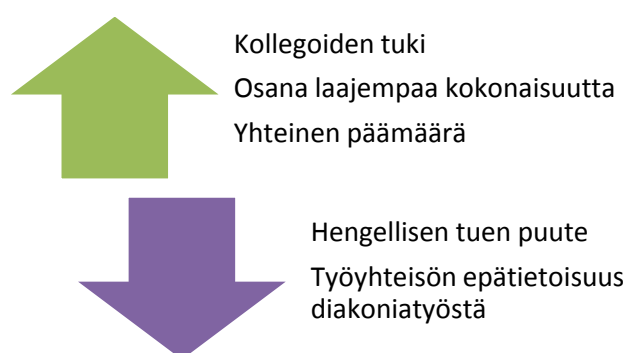 Kollegoiden tuki
Osana laajempaa kokonaisuutta
Yhteinen päämäärä
Hengellisen tuen puute
Työyhteisön epätietoisuus
diakoniatyöstä